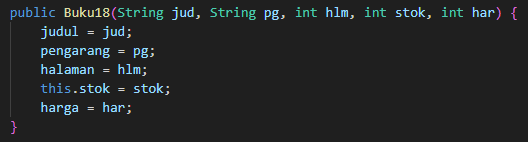 public Buku18(String jud, String pg, int hlm, int stok, int har) {
judul = jud;
pengarang = pg;
halaman = hlm;
this.stok = stok;
harga = har;
}